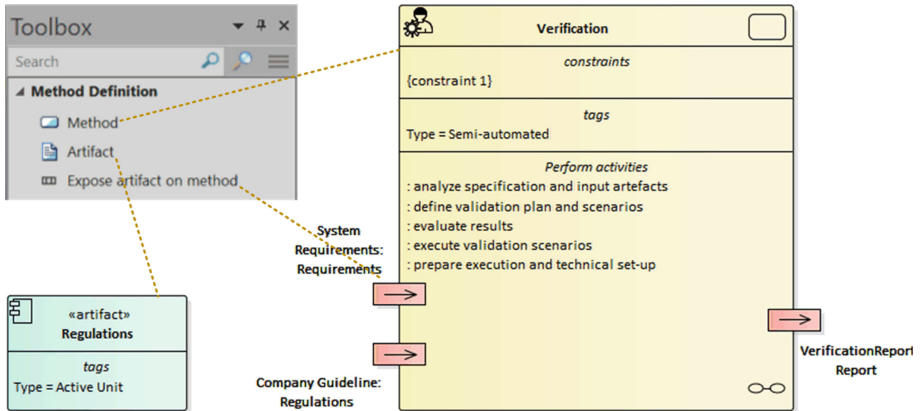 Toolbox
Search
Method Definition
Method
Artifact
Expose artifact on method
Verification
constraints
{constraint 1}
tags
Type = Semi-automated
Perform activities
: analyze specification and input artefacts
: define validation plan and scenarios
: evaluate results
: execute validation scenarios
: prepare execution and technical set-up
System
Requirements:
Requirements
«artifact»
Regulations
tags
Type = Active Unit
Company Guideline:
Regulations
VerificationReport
Report